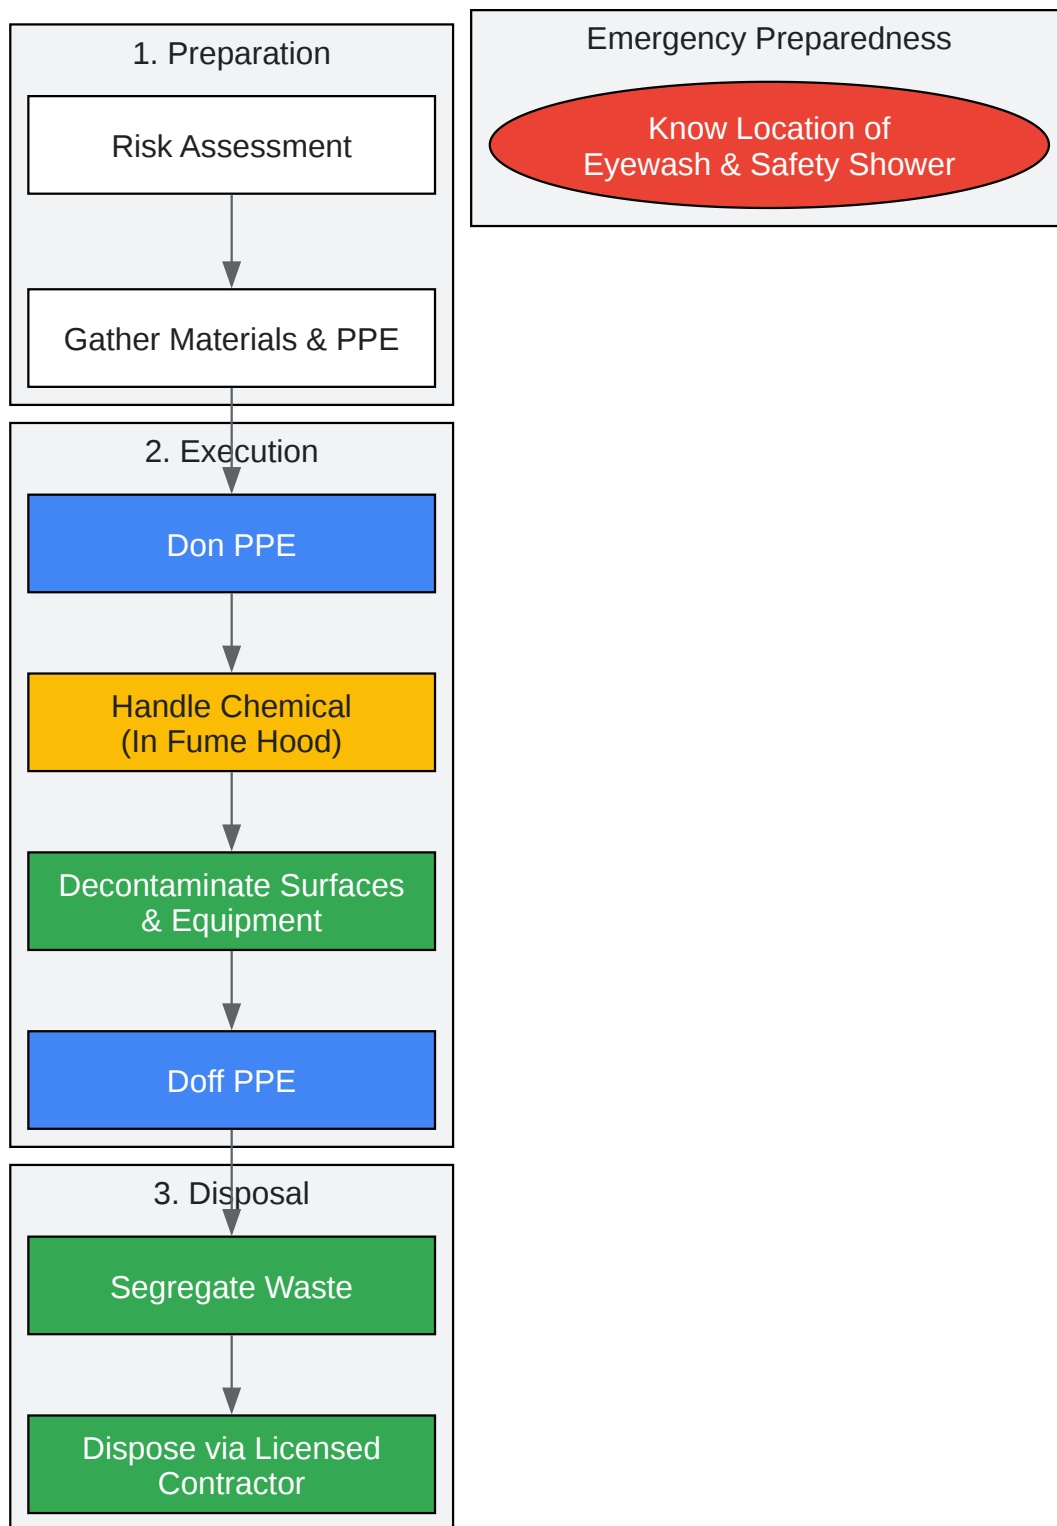 1. Preparation
Risk Assessment
Gather Materials & PPE
Emergency Preparedness
Know Location of
Eyewash & Safety Shower
2. Execution
Don PPE
Handle Chemical
(In Fume Hood)
Decontaminate Surfaces
& Equipment
Doff PPE
3. Disposal
Segregate Waste
Dispose via Licensed
Contractor